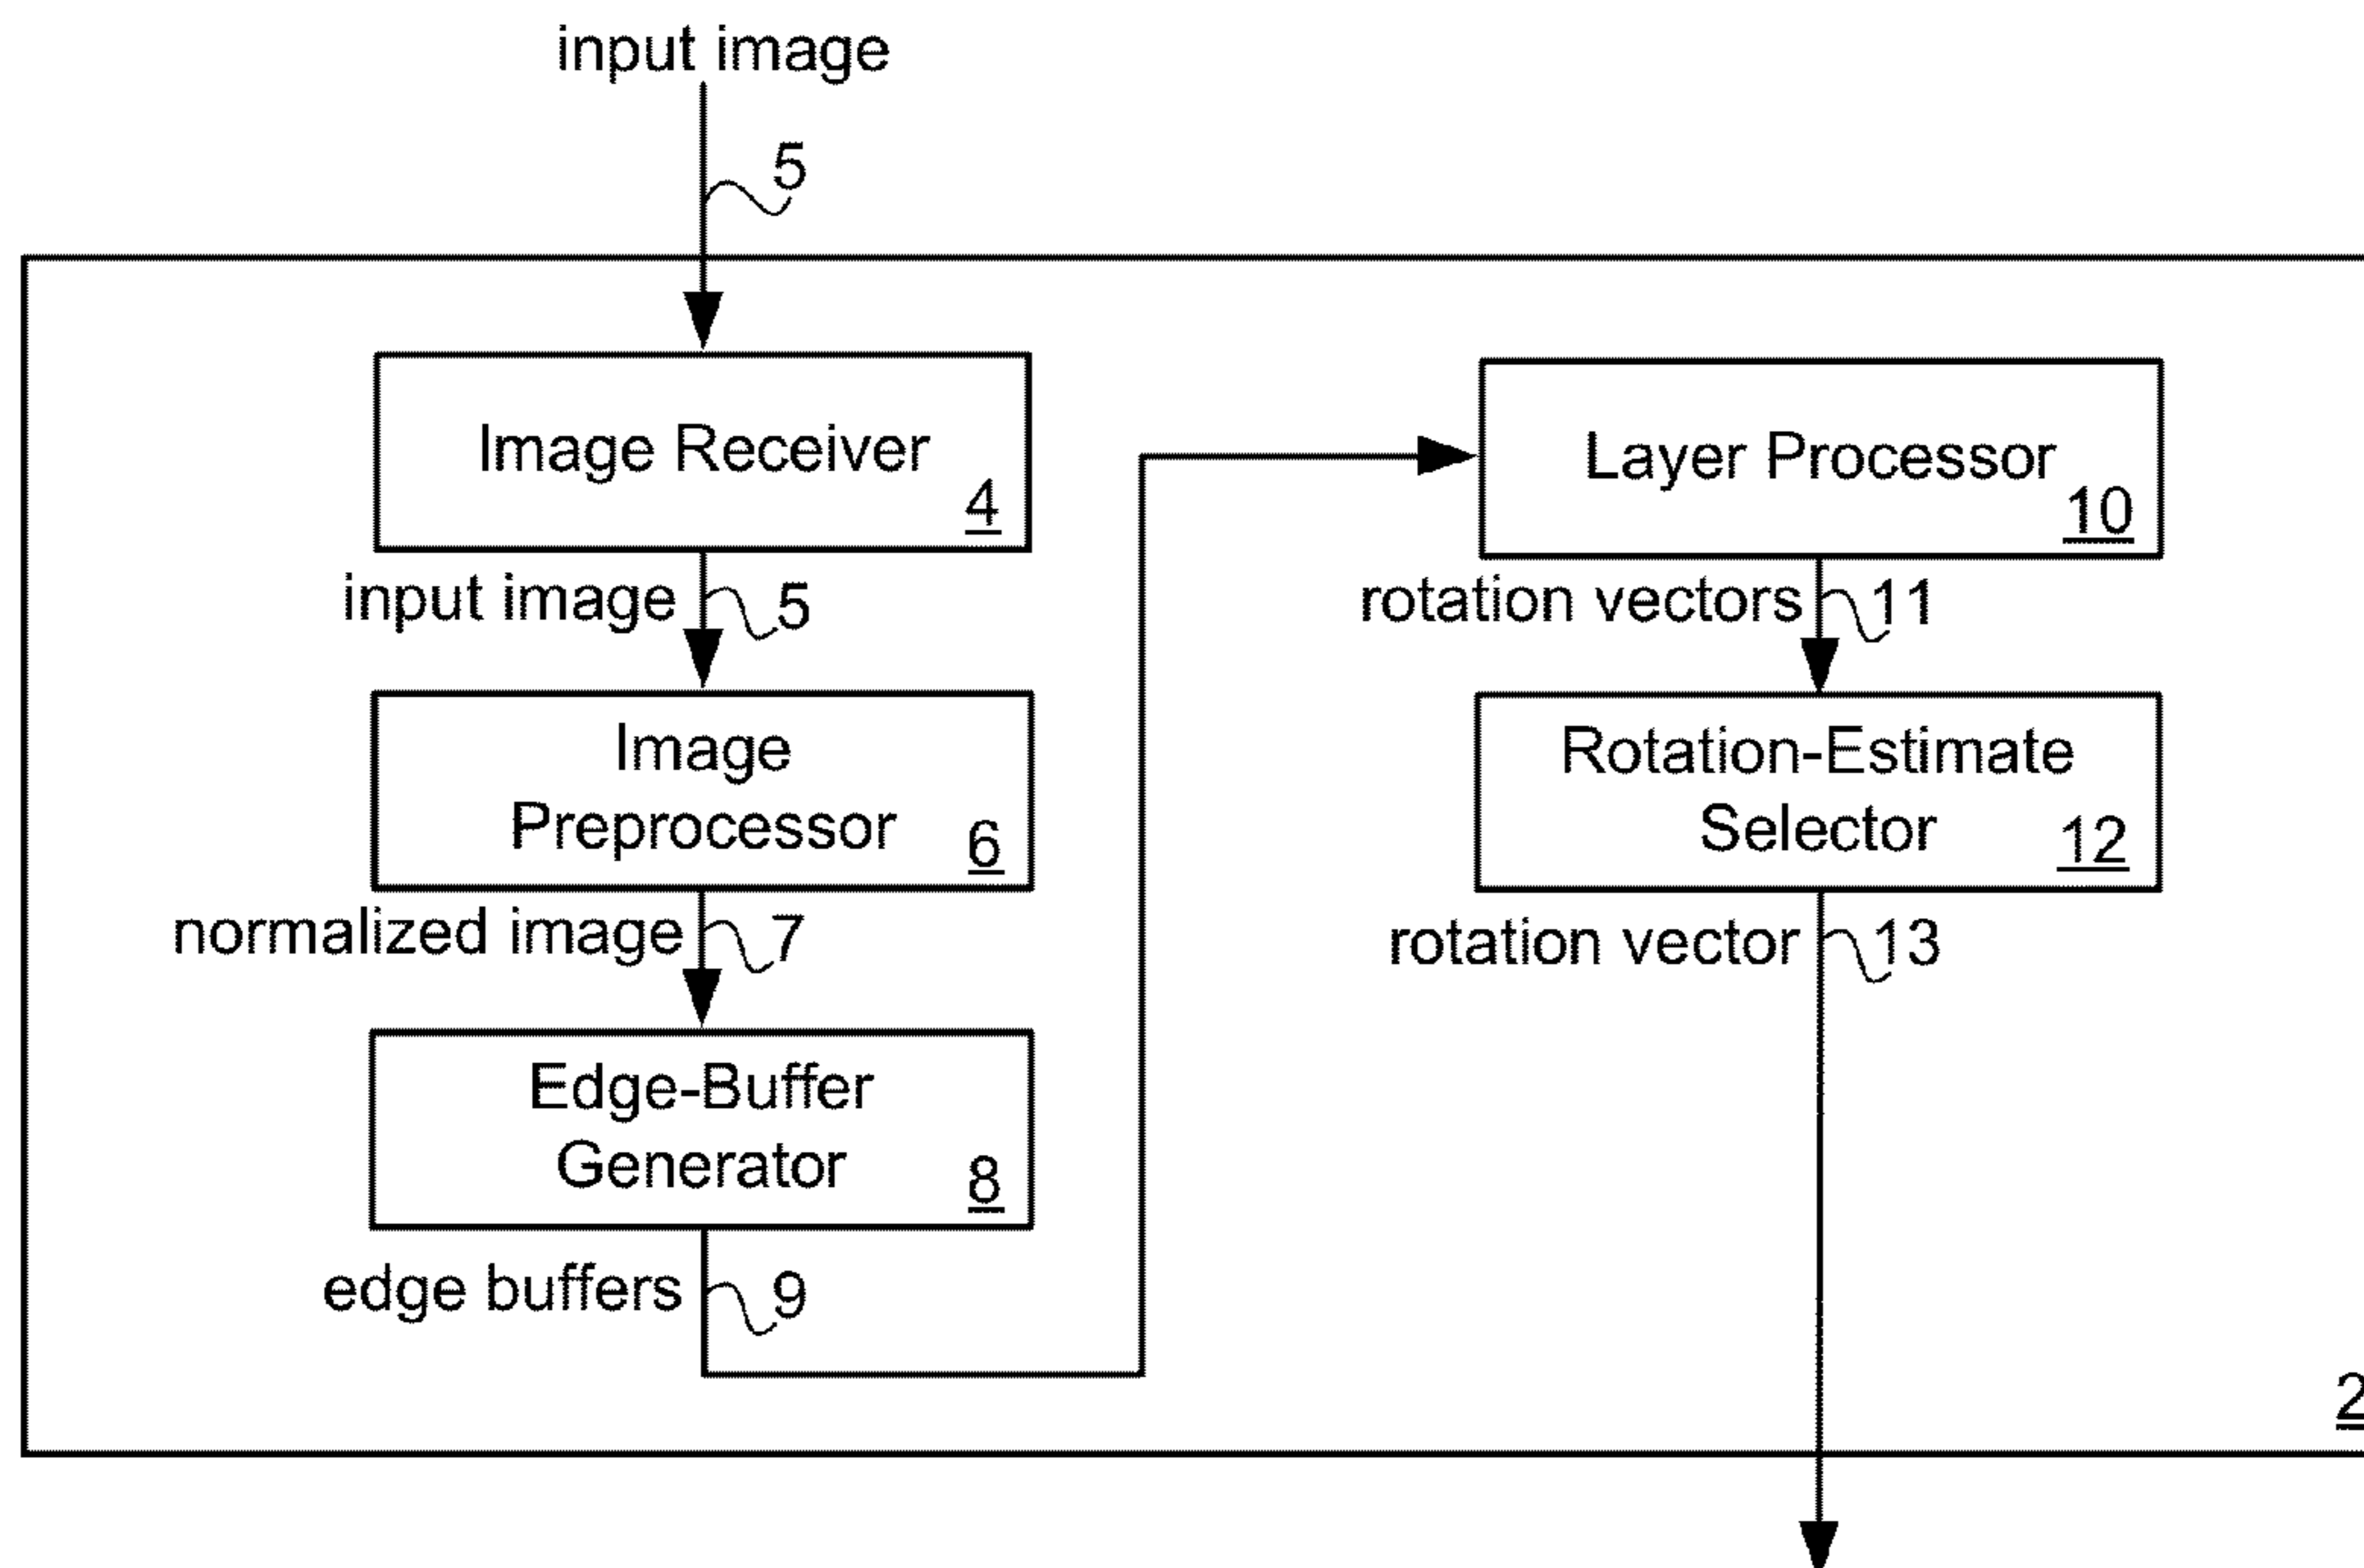 input image
5
Image Receiver
4
input image
5
Image
Preprocessor
6
normalized image
7
Edge-Buffer
Generator
8
edge buffers
9
Layer Processor
10
rotation vectors
11
Rotation-Estimate
Selector
12
rotation vector
13
2